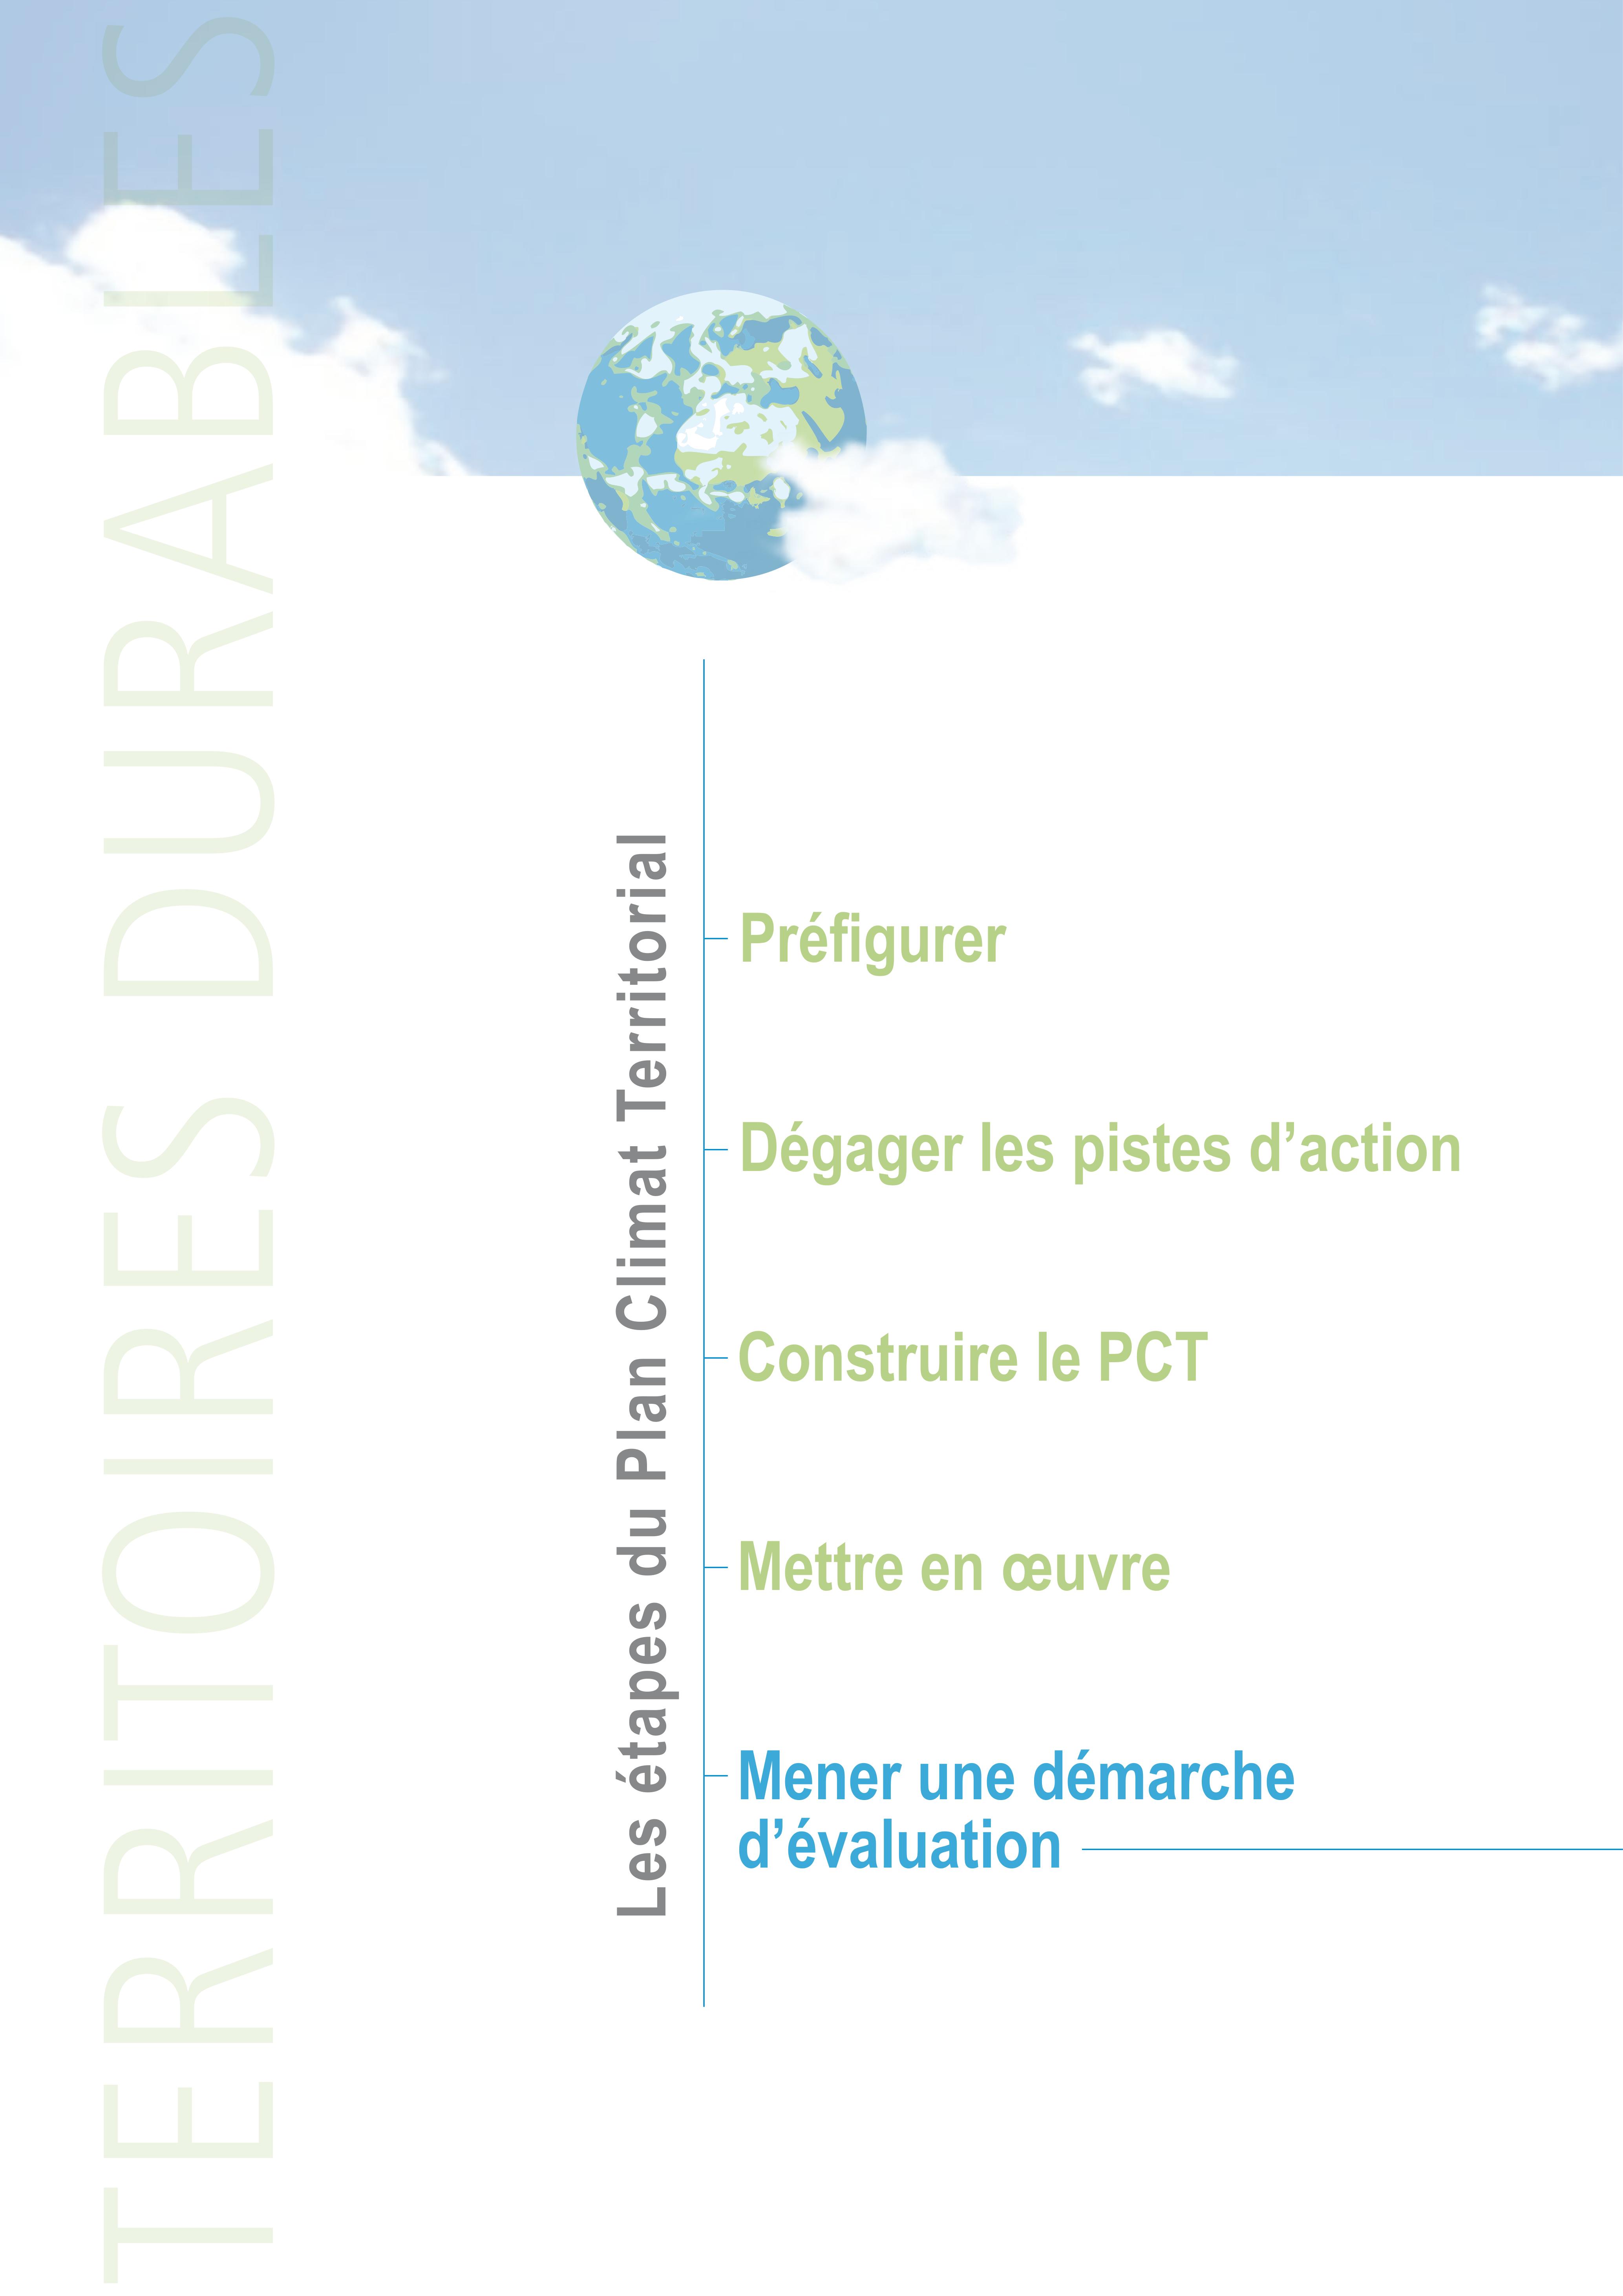 TERRITOIRES DURABLES
Les étapes du Plan Climat Territorial
Préfigurer
Dégager les pistes d’action
Construire le PCT
Mettre en œuvre
Mener une démarche
d’évaluation